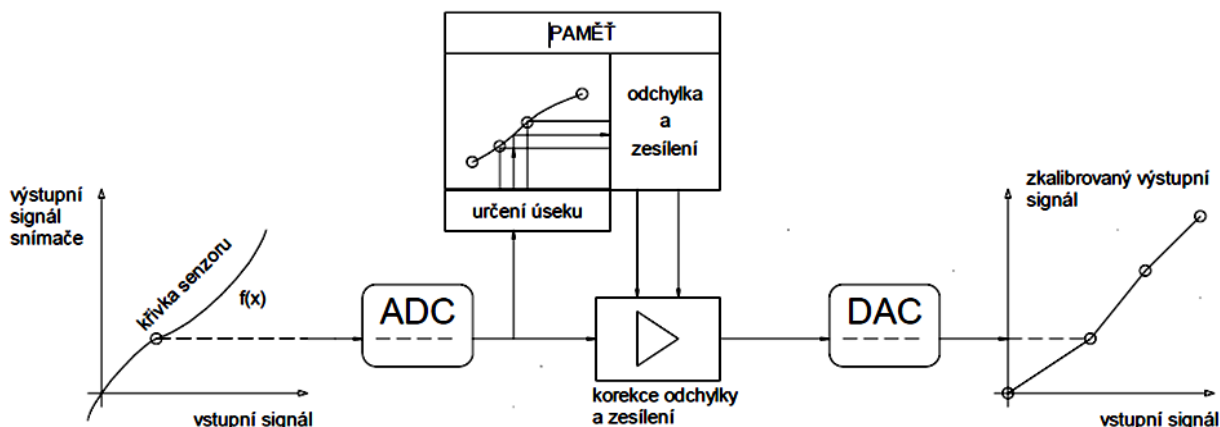 PAMĚŤ
odchylka
a
zesílení
určení úseku
výstupní
signál
snímače
křivka senzoru
f(x)
vstupní signál
ADC
korekce odchylky
a zesílení
DAC
zkalibrovaný výstupní
signál
vstupní signál